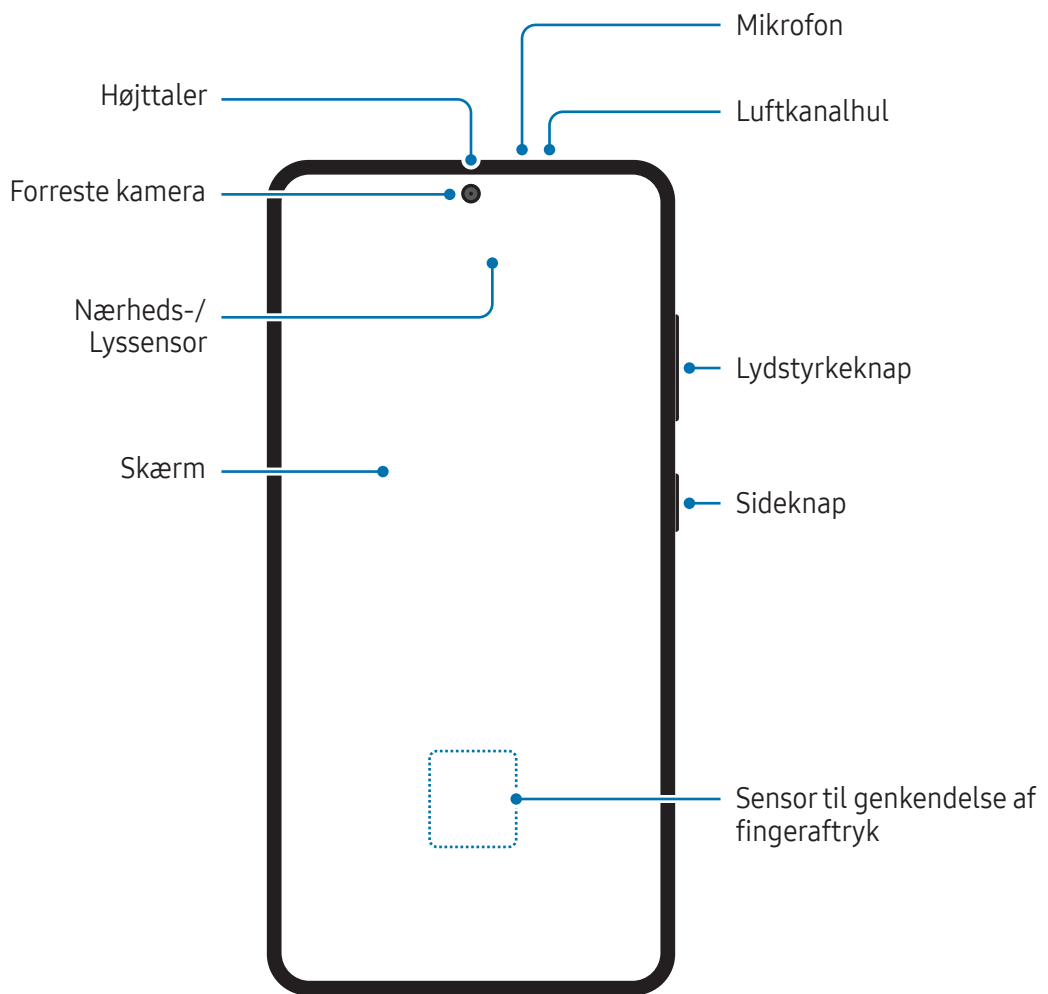 Mikrofon
Højttaler
Luftkanalhul
Forreste kamera
Nærheds-/
Lyssensor
Lydstyrkeknap
Skærm
Sideknap
Sensor til genkendelse af
fingeraftryk